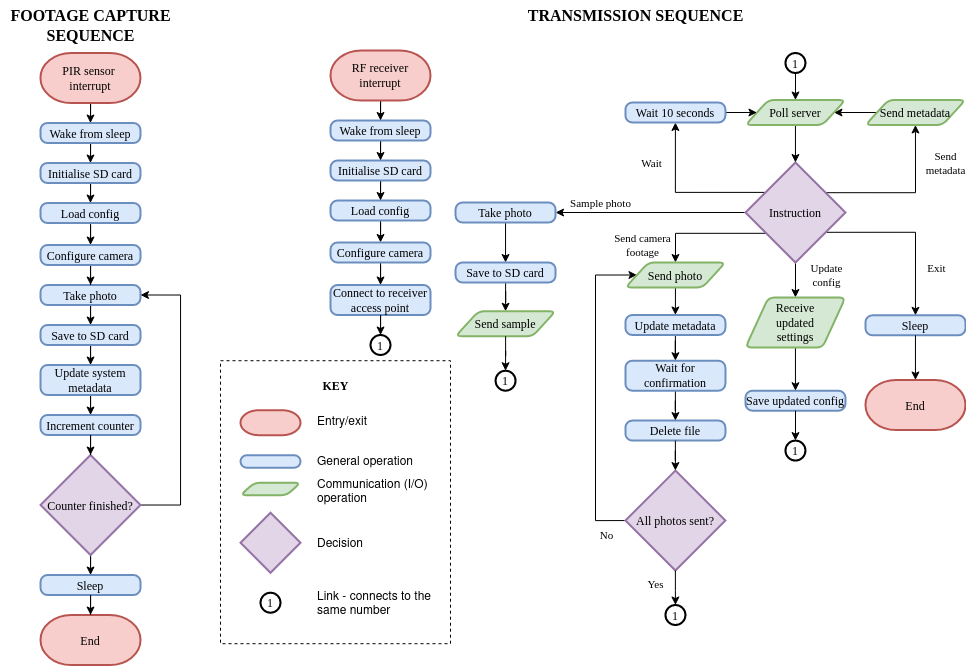 FOOTAGE CAPTURE
SEQUENCE
PIR sensor
interrupt
Wake from sleep
Initialise SD card
Load config
Configure camera
Take photo
Save to SD card
Update system
metadata
Increment counter
Counter finished?
Sleep
End
TRANSMISSION SEQUENCE
RF receiver
interrupt
Wake from sleep
Initialise SD card
Load config
Configure camera
Connect to receiver
access point
1
KEY
Entry/exit
General operation
Communication (I/O)
operation
Decision
1
Link - connects to the
same number
1
Wait 10 seconds
Poll server
Send metadata
Wait
Send
metadata
Instruction
Sample photo
Take photo
Save to SD card
Send sample
1
Send camera
footage
Send photo
Update metadata
Wait for
confirmation
Delete file
All photos sent?
No
Yes
1
Update
config
Receive
updated
settings
Save updated config
1
Exit
Sleep
End